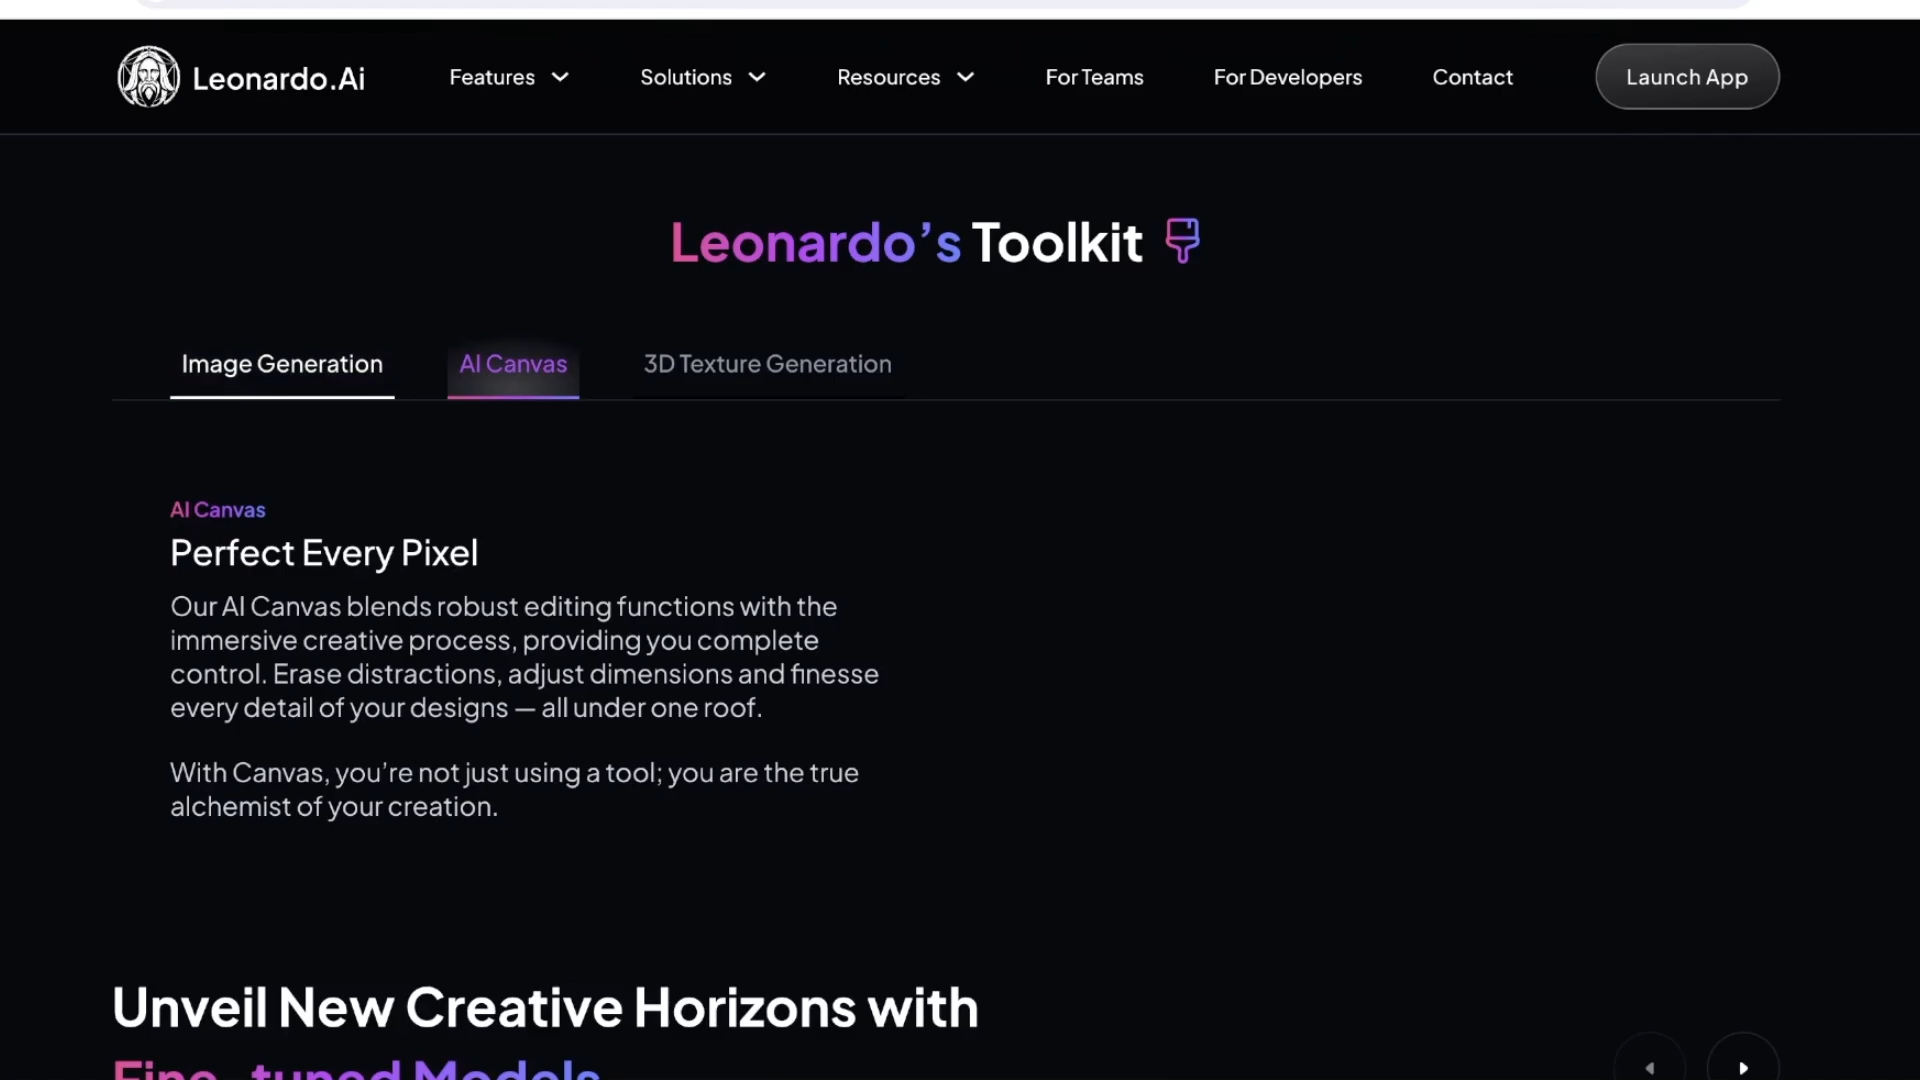 Leonardo.Ai
Features
Solutions
Resources
For Teams
For Developers
Contact
Launch App
Leonardo’s Toolkit
Image Generation
AI Canvas
3D Texture Generation
AI Canvas
Perfect Every Pixel
Our AI Canvas blends robust editing functions with the
immersive creative process, providing you complete
control. Erase distractions, adjust dimensions and finesse
every detail of your designs — all under one roof.
With Canvas, you’re not just using a tool; you are the true
alchemist of your creation.
Unveil New Creative Horizons with
Fine-tuned Models